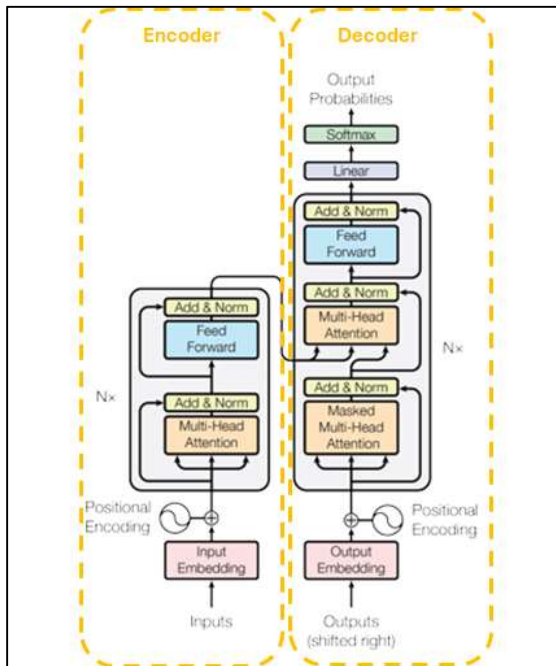 Encoder
Decoder
Output
Probabilities
Softmax
Linear
Add & Norm
Feed
Forward
Add & Norm
Multi-Head
Attention
Add & Norm
Masked
Multi-Head
Attention
N×
Add & Norm
Feed
Forward
N×
Add & Norm
Multi-Head
Attention
Positional
Encoding
Positional
Encoding
Input
Embedding
Output
Embedding
Inputs
Outputs
(shifted right)